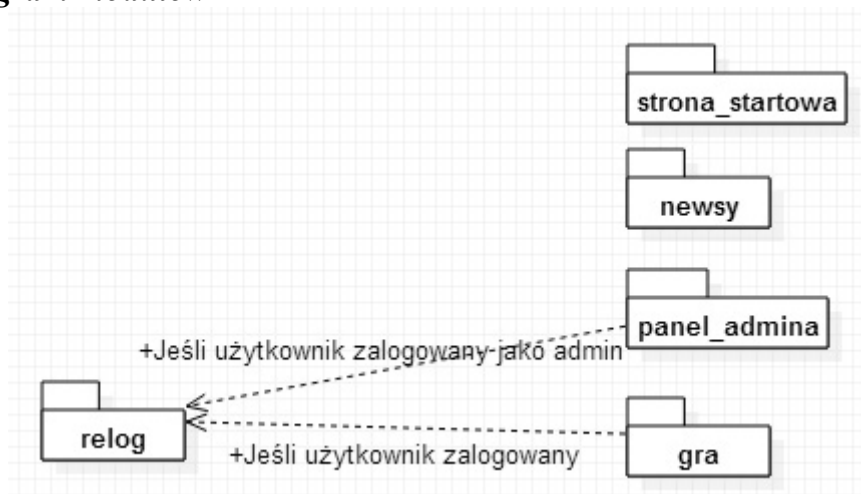 strona_startowa
newsy
panel_admina
+Jeśli użytkownik zalogowany jako admin
relog
gra
+Jeśli użytkownik zalogowany